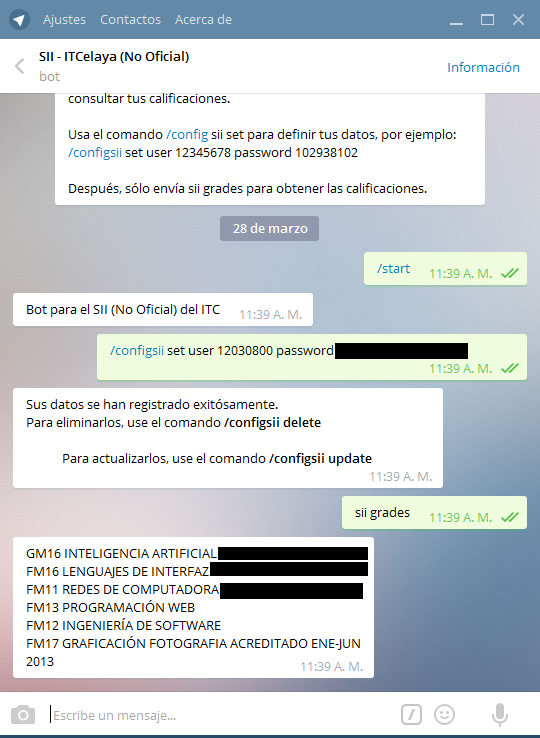 Ajustes Contactos Acerca de
SII - ITCelaya (No Oficial)
bot
Información
consultar tus calificaciones.
Usa el comando /config sii set para definir tus datos, por ejemplo:
/configsii set user 12345678 password 102938102
Después, sólo envía sii grades para obtener las calificaciones.
28 de marzo
/start 11:39 A. M.
Bot para el SII (No Oficial) del ITC 11:39 A. M.
/configsii set user 12030800 password
11:39 A. M.
Sus datos se han registrado exitósamente.
Para eliminarlos, use el comando /configsii delete
Para actualizarlos, use el comando /configsii update
11:39 A. M.
sii grades 11:39 A. M.
GM16 INTELIGENCIA ARTIFICIAL
FM16 LENGUAJES DE INTERFAZ
FM11 REDES DE COMPUTADORA
FM13 PROGRAMACIÓN WEB
FM12 INGENIERÍA DE SOFTWARE
FM17 GRAFICACIÓN FOTOGRAFIA ACREDITADO ENE-JUN
2013
11:39 A. M.
Escribe un mensaje...